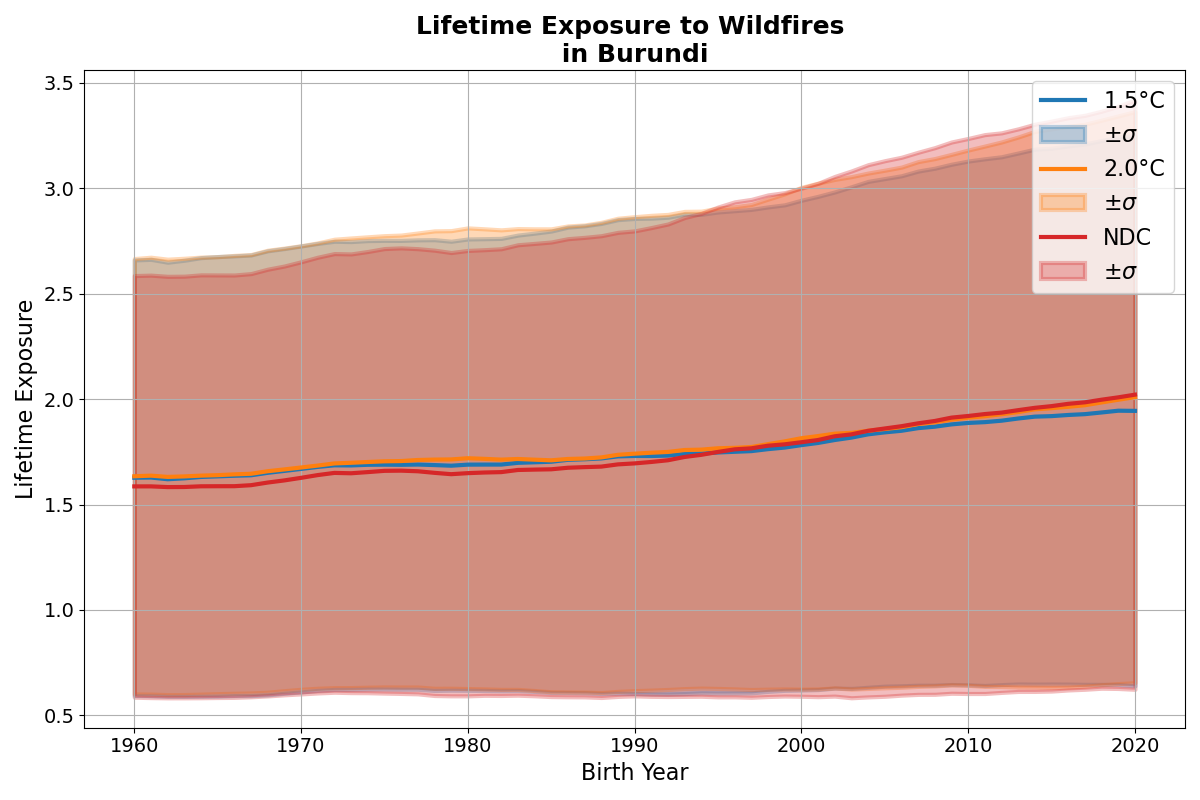 Lifetime Exposure to Wildfires
in Burundi
3.5
3.0
2.5
2.0
1.5
1.0
0.5
Lifetime Exposure
1960
1970
1980
1990
2000
2010
2020
Birth Year
1.5°C
±σ
2.0°C
±σ
NDC
±σ